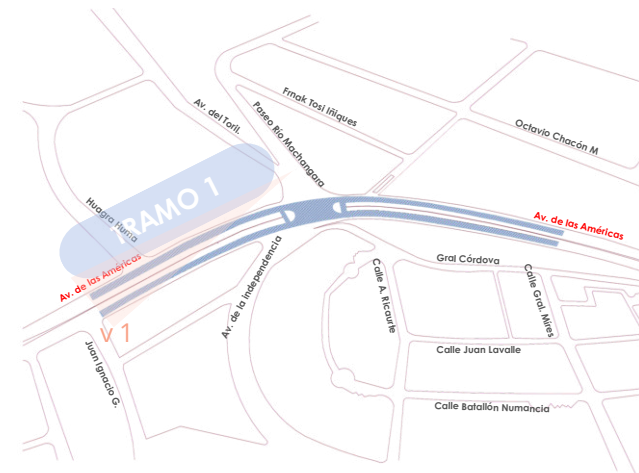 Frnak Tosi Iñiques
Av. del Toril.
Paseo Río Machangara
Octavio Chacón M
TRAMO 1
Huagra Huma
Av. de las Américas
Av. de las Américas
Gral Córdova
Av. de la Independencia
Calle A. Ricaurte
Calle Gral. Mires
V 1
Calle Juan Lavalle
Juan Ignacio G.
Calle Batallón Numancia